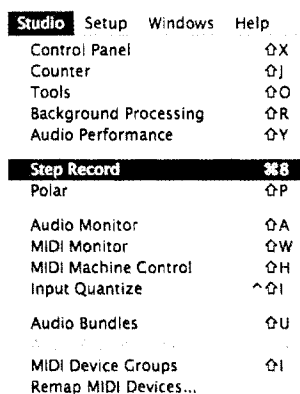 Studio Setup Windows Help
Control Panel ⇧X
Counter ⇧J
Tools ⇧O
Background Processing ⇧R
Audio Performance ⇧Y
Step Record ⌘8
Polar ⇧P
Audio Monitor ⇧A
MIDI Monitor ⇧W
MIDI Machine Control ⇧H
Input Quantize ^⇧I
Audio Bundles ⇧U
MIDI Device Groups ⇧I
Remap MIDI Devices...